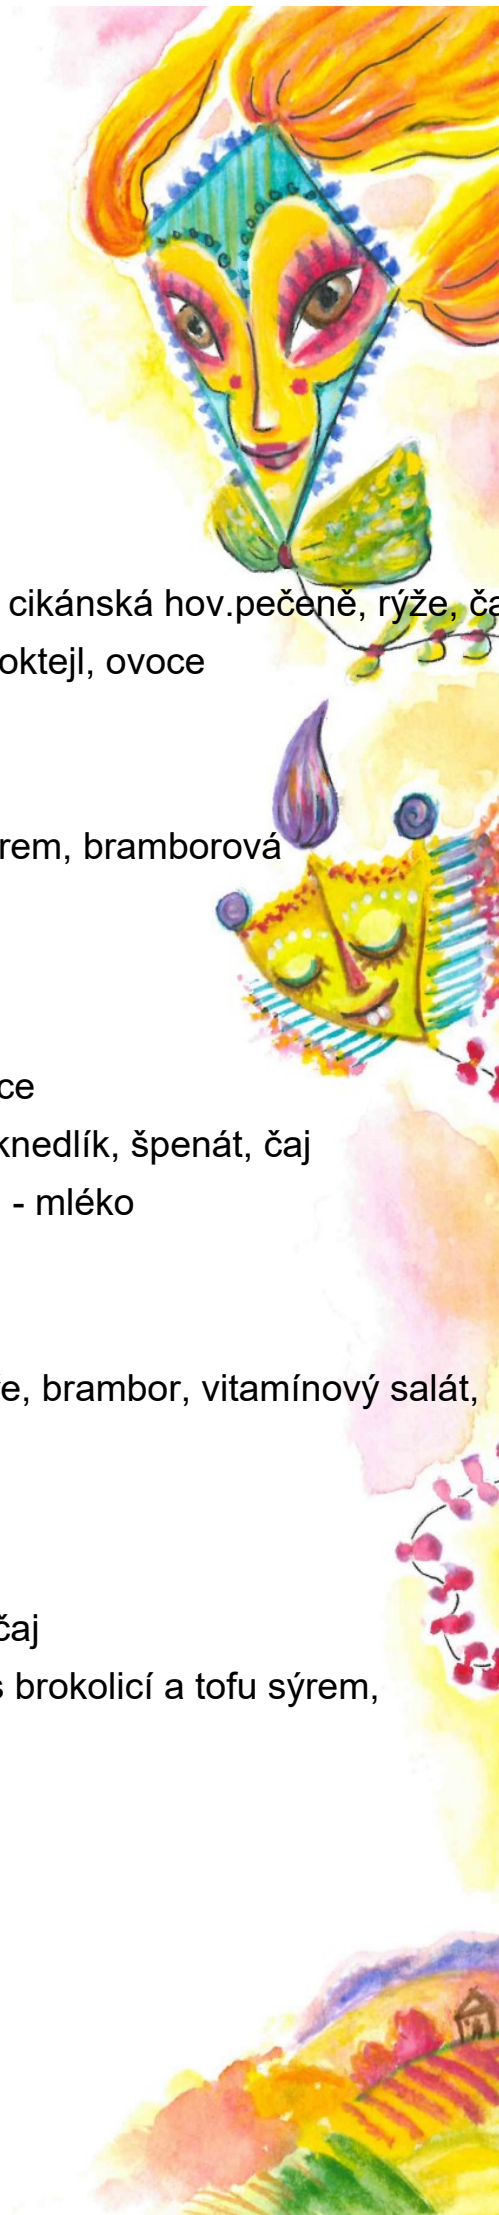 cikánská hov.pečeně, rýže, ča
oktejl, ovoce
rem, bramborová
ce
knedlík, špenát, čaj
- mléko
e, brambor, vitamínový salát,
čaj
s brokolicí a tofu sýrem,